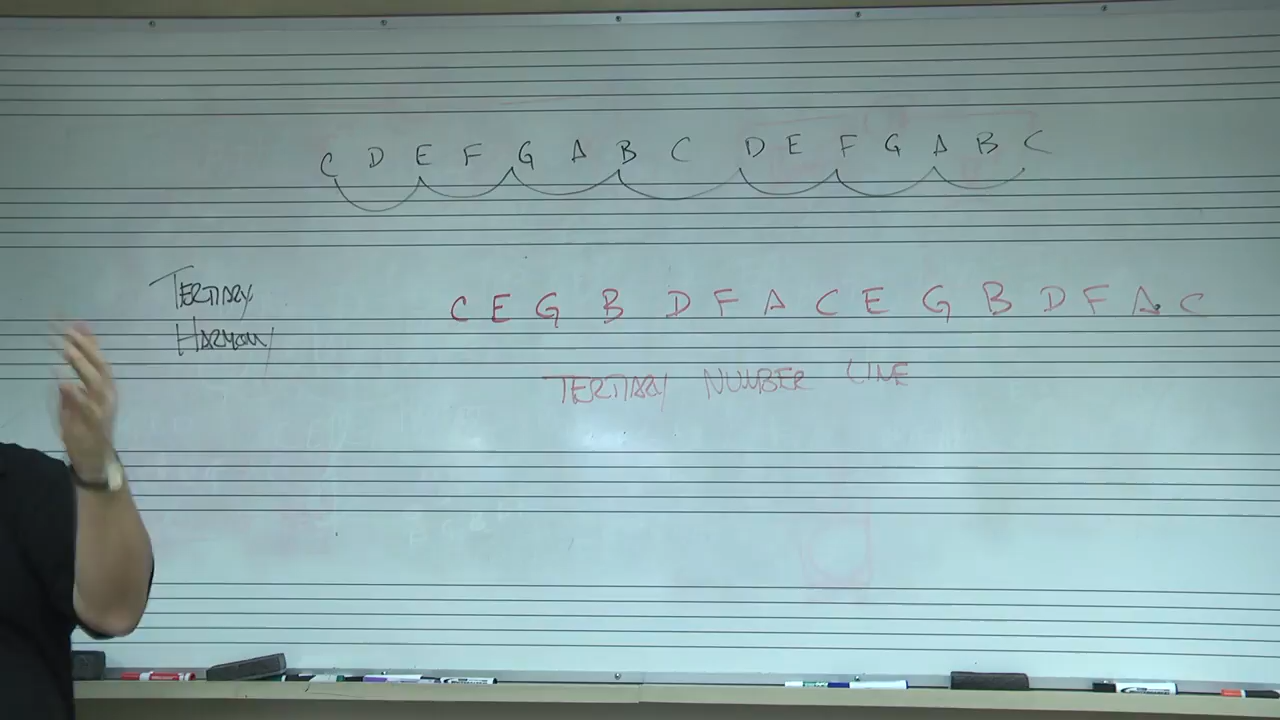 C D E F G A B C D E F G A B C
TERTIARY
HARMONY
C E G B D F A C E G B D F A C
TERTIARY NUMBER LINE